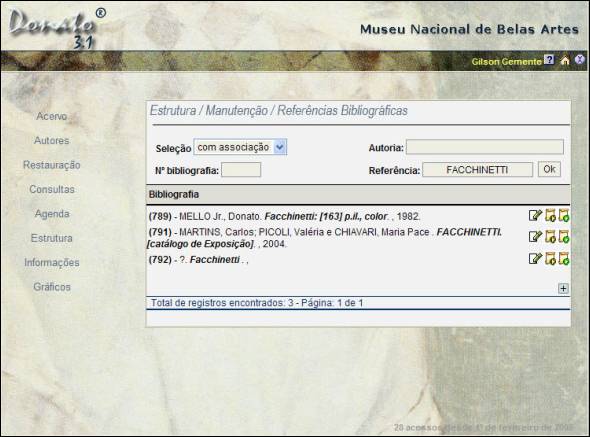 Donato ®
3.1
Museu Nacional de Belas Artes
Gilson Gemente ?
Acervo
Autores
Restauração
Consultas
Agenda
Estrutura
Informações
Gráficos
Estrutura / Manutenção / Referências Bibliográficas
Seleção com associação Autoria:
Nº bibliografia: Referência: FACCHINETTI Ok
Bibliografia
(789) - MELLO Jr., Donato. Facchinetti: [163] p.il., color. , 1982.
(791) - MARTINS, Carlos; PICOLI, Valéria e CHIAVARI, Maria Pace . FACCHINETTI.
[catálogo de Exposição]. , 2004.
(792) - ?. Facchinetti . ,
Total de registros encontrados: 3 - Página: 1 de 1
28 acessos desde 1º de fevereiro de 2005